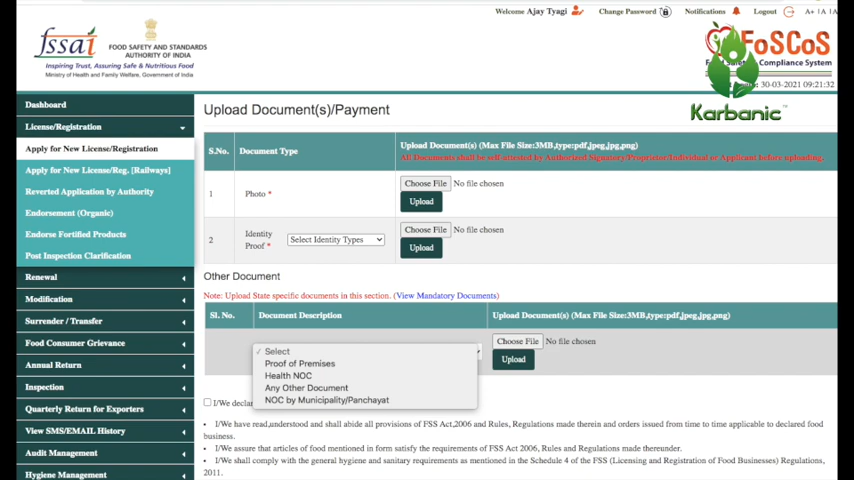 Welcome Ajay Tyagi
Change Password
Notifications
Logout
A+ | A | A
fssai
FOOD SAFETY AND STANDARDS
AUTHORITY OF INDIA
Inspiring Trust, Assuring Safe & Nutritious Food
Ministry of Health and Family Welfare, Government of India
FoSCoS
Compliance System
30-03-2021 09:21:32
Karbanic™
Dashboard
License/Registration
Apply for New License/Registration
Apply for New License/Reg. [Railways]
Reverted Application by Authority
Endorsement (Organic)
Endorse Fortified Products
Post Inspection Clarification
Renewal
Modification
Surrender / Transfer
Food Consumer Grievance
Annual Return
Inspection
Quarterly Return for Exporters
View SMS/EMAIL History
Audit Management
Hygiene Management
Upload Document(s)/Payment
S.No.
Document Type
Upload Document(s) (Max File Size:3MB,type:pdf,jpeg,jpg,png)
All Documents shall be self-attested by Authorized Signatory/Proprietor/Individual or Applicant before uploading.
1
Photo *
Choose File No file chosen
Upload
2
Identity
Proof *
Select Identity Types
Choose File No file chosen
Upload
Other Document
Note: Upload State specific documents in this section. (View Mandatory Documents)
Sl. No.
Document Description
Upload Document(s) (Max File Size:3MB,type:pdf,jpeg,jpg,png)
✓ Select
Proof of Premises
Health NOC
Any Other Document
NOC by Municipality/Panchayat
Choose File No file chosen
Upload
I/We decla
• I/We have read,understood and shall abide all provisions of FSS Act,2006 and Rules, Regulations made therein and orders issued from time to time applicable to declared food
business.
• I/We assure that articles of food mentioned in form satisfy the requirements of FSS Act 2006, Rules and Regulations made thereunder.
• I/We shall comply with the general hygiene and sanitary requirements as mentioned in the Schedule 4 of the FSS (Licensing and Registration of Food Businesses) Regulations,
2011.